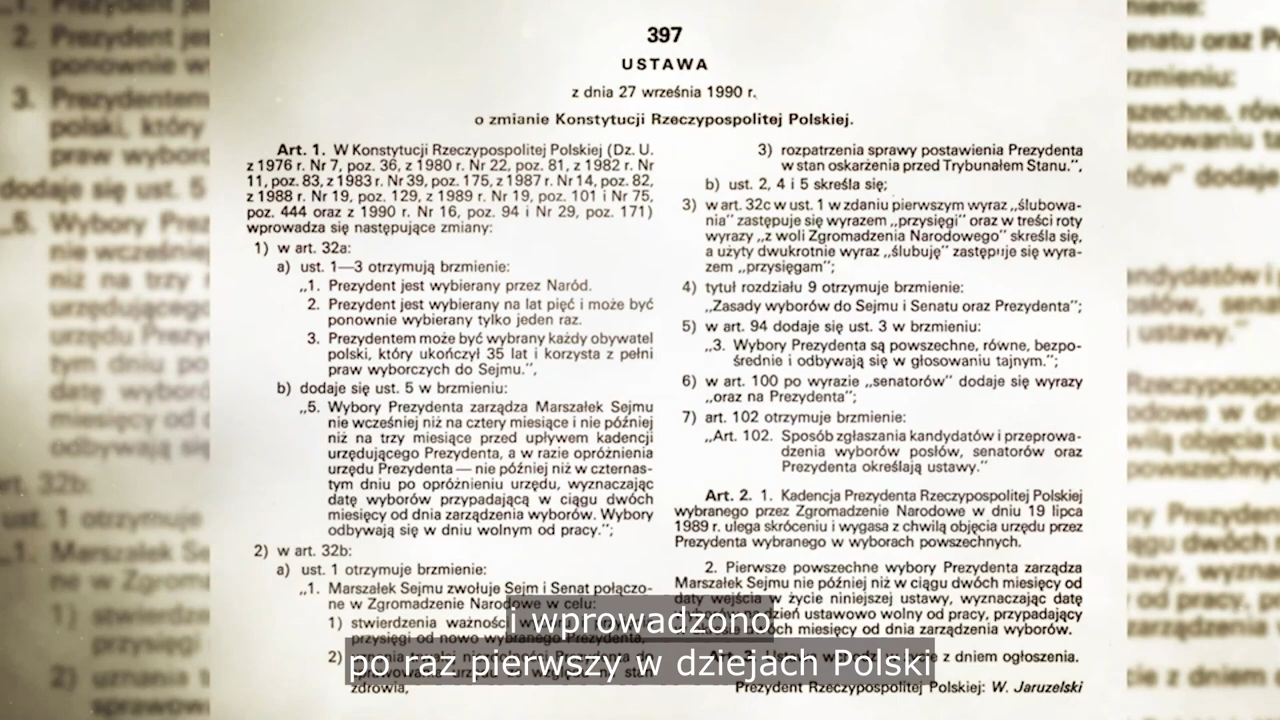 397
USTAWA
z dnia 27 września 1990 r.
o zmianie Konstytucji Rzeczypospolitej Polskiej.
Art. 1. W Konstytucji Rzeczypospolitej Polskiej (Dz. U.
z 1976 r. Nr 7, poz. 36, z 1980 r. Nr 22, poz. 81, z 1982 r. Nr
11, poz. 83, z 1983 r. Nr 39, poz. 175, z 1987 r. Nr 14, poz. 82,
z 1988 r. Nr 19, poz. 129, z 1989 r. Nr 19, poz. 101 i Nr 75,
poz. 444 oraz z 1990 r. Nr 16, poz. 94 i Nr 29, poz. 171)
wprowadza się następujące zmiany:
1) w art. 32a:
a) ust. 1—3 otrzymują brzmienie:
„1. Prezydent jest wybierany przez Naród.
2. Prezydent jest wybierany na lat pięć i może być
ponownie wybierany tylko jeden raz.
3. Prezydentem może być wybrany każdy obywatel
polski, który ukończył 35 lat i korzysta z pełni
praw wyborczych do Sejmu.”,
b) dodaje się ust. 5 w brzmieniu:
„5. Wybory Prezydenta zarządza Marszałek Sejmu
nie wcześniej niż na cztery miesiące i nie później
niż na trzy miesiące przed upływem kadencji
urzędującego Prezydenta, a w razie opróżnienia
urzędu Prezydenta — nie później niż w czternas-
tym dniu po opróżnieniu urzędu, wyznaczając
datę wyborów przypadającą w ciągu dwóch
miesięcy od dnia zarządzenia wyborów. Wybory
odbywają się w dniu wolnym od pracy.”;
2) w art. 32b:
a) ust. 1 otrzymuje brzmienie:
„1. Marszałek Sejmu zwołuje Sejm i Senat połączo-
ne w Zgromadzenie Narodowe w celu:
1) stwierdzenia ważności
przysięgi od nowo wybranego Prezydenta,
2)
zdrowia,
3) rozpatrzenia sprawy postawienia Prezydenta
w stan oskarżenia przed Trybunałem Stanu.”,
b) ust. 2, 4 i 5 skreśla się;
3) w art. 32c w ust. 1 w zdaniu pierwszym wyraz „ślubowa-
nia” zastępuje się wyrazem „przysięgi” oraz w treści roty
wyrazy „z woli Zgromadzenia Narodowego” skreśla się,
a użyty dwukrotnie wyraz „ślubuję” zastępuje się wyra-
zem „przysięgam”;
4) tytuł rozdziału 9 otrzymuje brzmienie:
„Zasady wyborów do Sejmu i Senatu oraz Prezydenta”;
5) w art. 94 dodaje się ust. 3 w brzmieniu:
„3. Wybory Prezydenta są powszechne, równe, bezpo-
średnie i odbywają się w głosowaniu tajnym.”;
6) w art. 100 po wyrazie „senatorów” dodaje się wyrazy
„oraz na Prezydenta”;
7) art. 102 otrzymuje brzmienie:
„Art. 102. Sposób zgłaszania kandydatów i przeprowa-
dzenia wyborów posłów, senatorów oraz
Prezydenta określają ustawy.”
Art. 2. 1. Kadencja Prezydenta Rzeczypospolitej Polskiej
wybranego przez Zgromadzenie Narodowe w dniu 19 lipca
1989 r. ulega skróceniu i wygasa z chwilą objęcia urzędu przez
Prezydenta wybranego w wyborach powszechnych.
2. Pierwsze powszechne wybory Prezydenta zarządza
Marszałek Sejmu nie później niż w ciągu dwóch miesięcy od
daty wejścia w życie niniejszej ustawy, wyznaczając datę
dzień ustawowo wolny od pracy, przypadający
dwóch miesięcy od dnia zarządzenia wyborów.
z dniem ogłoszenia.
Prezydent Rzeczypospolitej Polskiej: W. Jaruzelski
i wprowadzono
po raz pierwszy w dziejach Polski